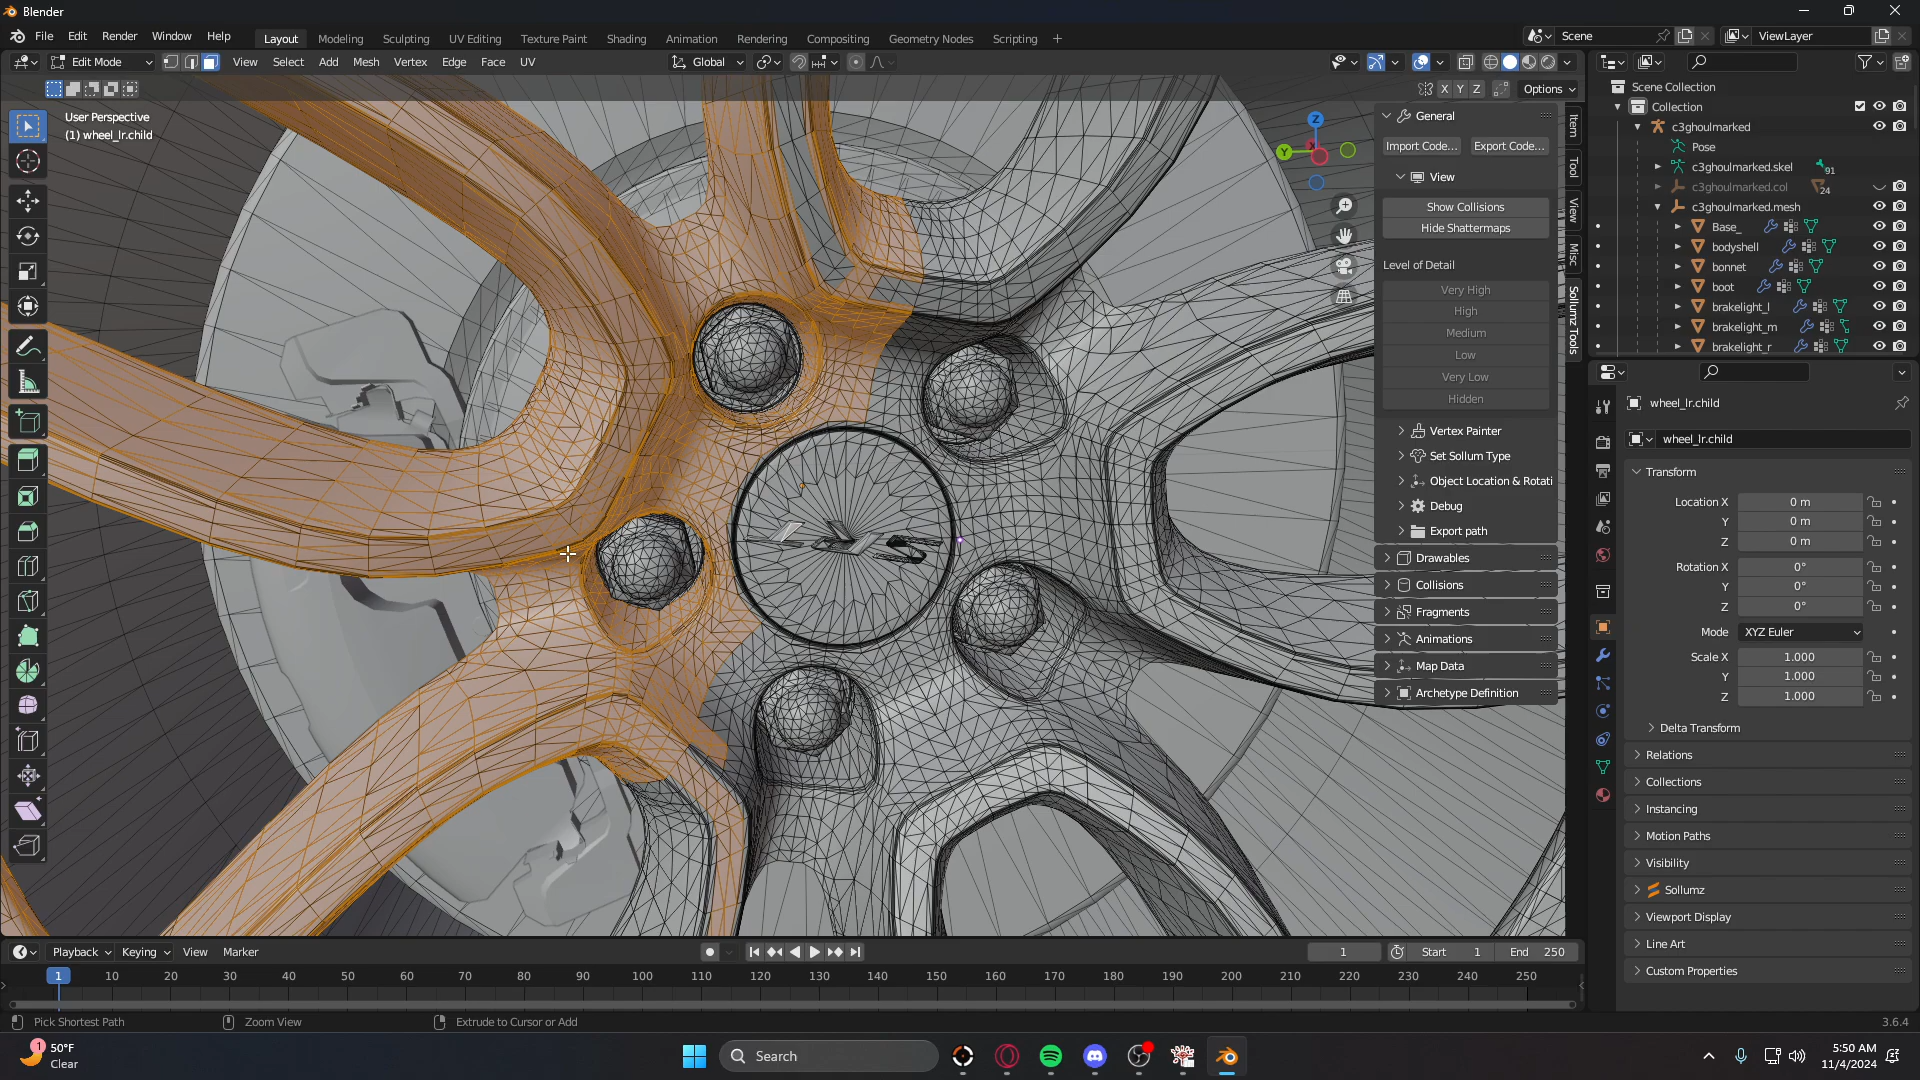 Blender
File Edit Render Window Help
Layout Modeling Sculpting UV Editing Texture Paint Shading Animation Rendering Compositing Geometry Nodes Scripting +
Scene
ViewLayer
Edit Mode
View Select Add Mesh Vertex Edge Face UV
Global
X Y Z
Options
User Perspective
(1) wheel_lr.child
Z
Y
General
Import Code...
Export Code...
View
Show Collisions
Hide Shattermaps
Level of Detail
Very High
High
Medium
Low
Very Low
Hidden
Vertex Painter
Set Sollum Type
Object Location & Rotati
Debug
Export path
Drawables
Collisions
Fragments
Animations
Map Data
Archetype Definition
Item
Tool
View
Misc
Sollumz Tools
Scene Collection
Collection
c3ghoulmarked
Pose
c3ghoulmarked.skel
91
c3ghoulmarked.col
24
c3ghoulmarked.mesh
Base_
bodyshell
bonnet
boot
brakelight_l
brakelight_m
brakelight_r
wheel_lr.child
wheel_lr.child
Transform
Location X 0 m
Y 0 m
Z 0 m
Rotation X 0°
Y 0°
Z 0°
Mode XYZ Euler
Scale X 1.000
Y 1.000
Z 1.000
Delta Transform
Relations
Collections
Instancing
Motion Paths
Visibility
Sollumz
Viewport Display
Line Art
Custom Properties
Playback Keying View Marker
1
Start 1
End 250
1 10 20 30 40 50 60 70 80 90 100 110 120 130 140 150 160 170 180 190 200 210 220 230 240 250
Pick Shortest Path
Zoom View
Extrude to Cursor or Add
3.6.4
1
50°F
Clear
Search
5:50 AM
11/4/2024